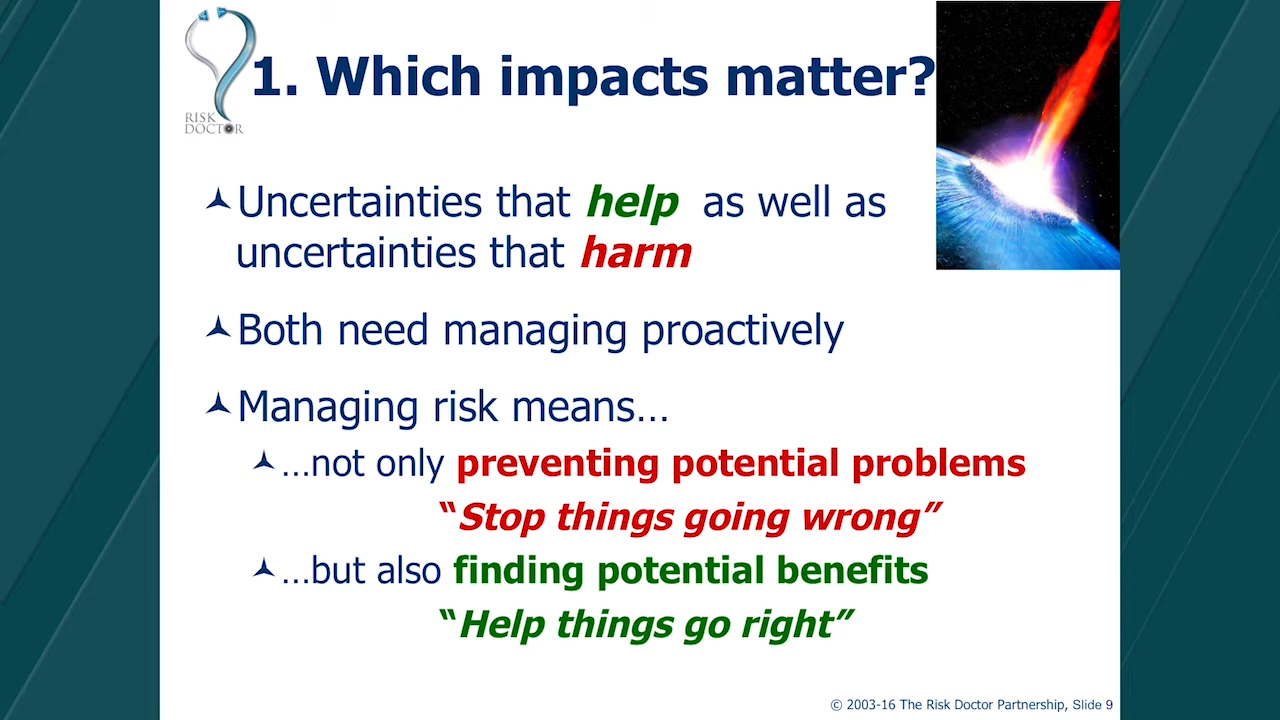 RISK
DOCTOR
1. Which impacts matter?
Uncertainties that help as well as
uncertainties that harm
Both need managing proactively
Managing risk means…
…not only preventing potential problems
“Stop things going wrong”
…but also finding potential benefits
“Help things go right”
© 2003-16 The Risk Doctor Partnership, Slide 9